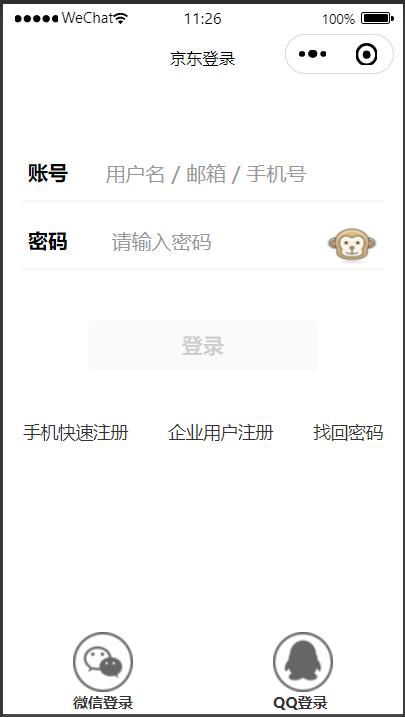 WeChat 11:26 100%
京东登录
账号 用户名 / 邮箱 / 手机号
密码 请输入密码
登录
手机快速注册 企业用户注册 找回密码
微信登录 QQ登录